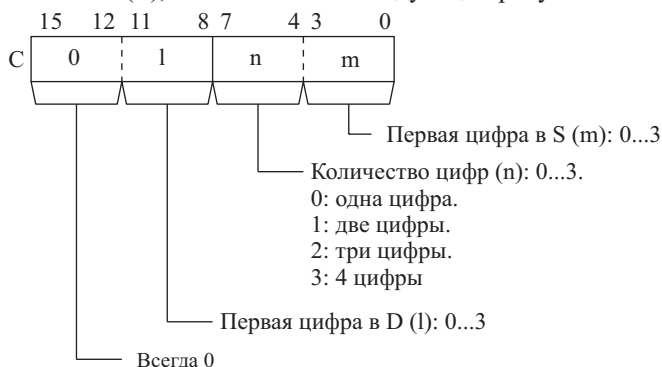 15 12 11 8 7 4 3 0
C 0 l n m
Первая цифра в S (m): 0...3
Количество цифр (n): 0...3.
0: одна цифра.
1: две цифры.
2: три цифры.
3: 4 цифры
Первая цифра в D (l): 0...3
Всегда 0